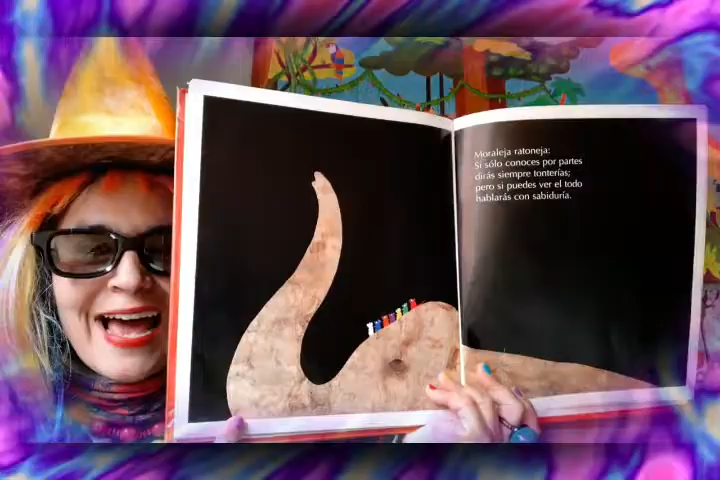 Moraleja ratoneja:
Si sólo conoces por partes
dirás siempre tonterías;
pero si puedes ver el todo
hablarás con sabiduría.